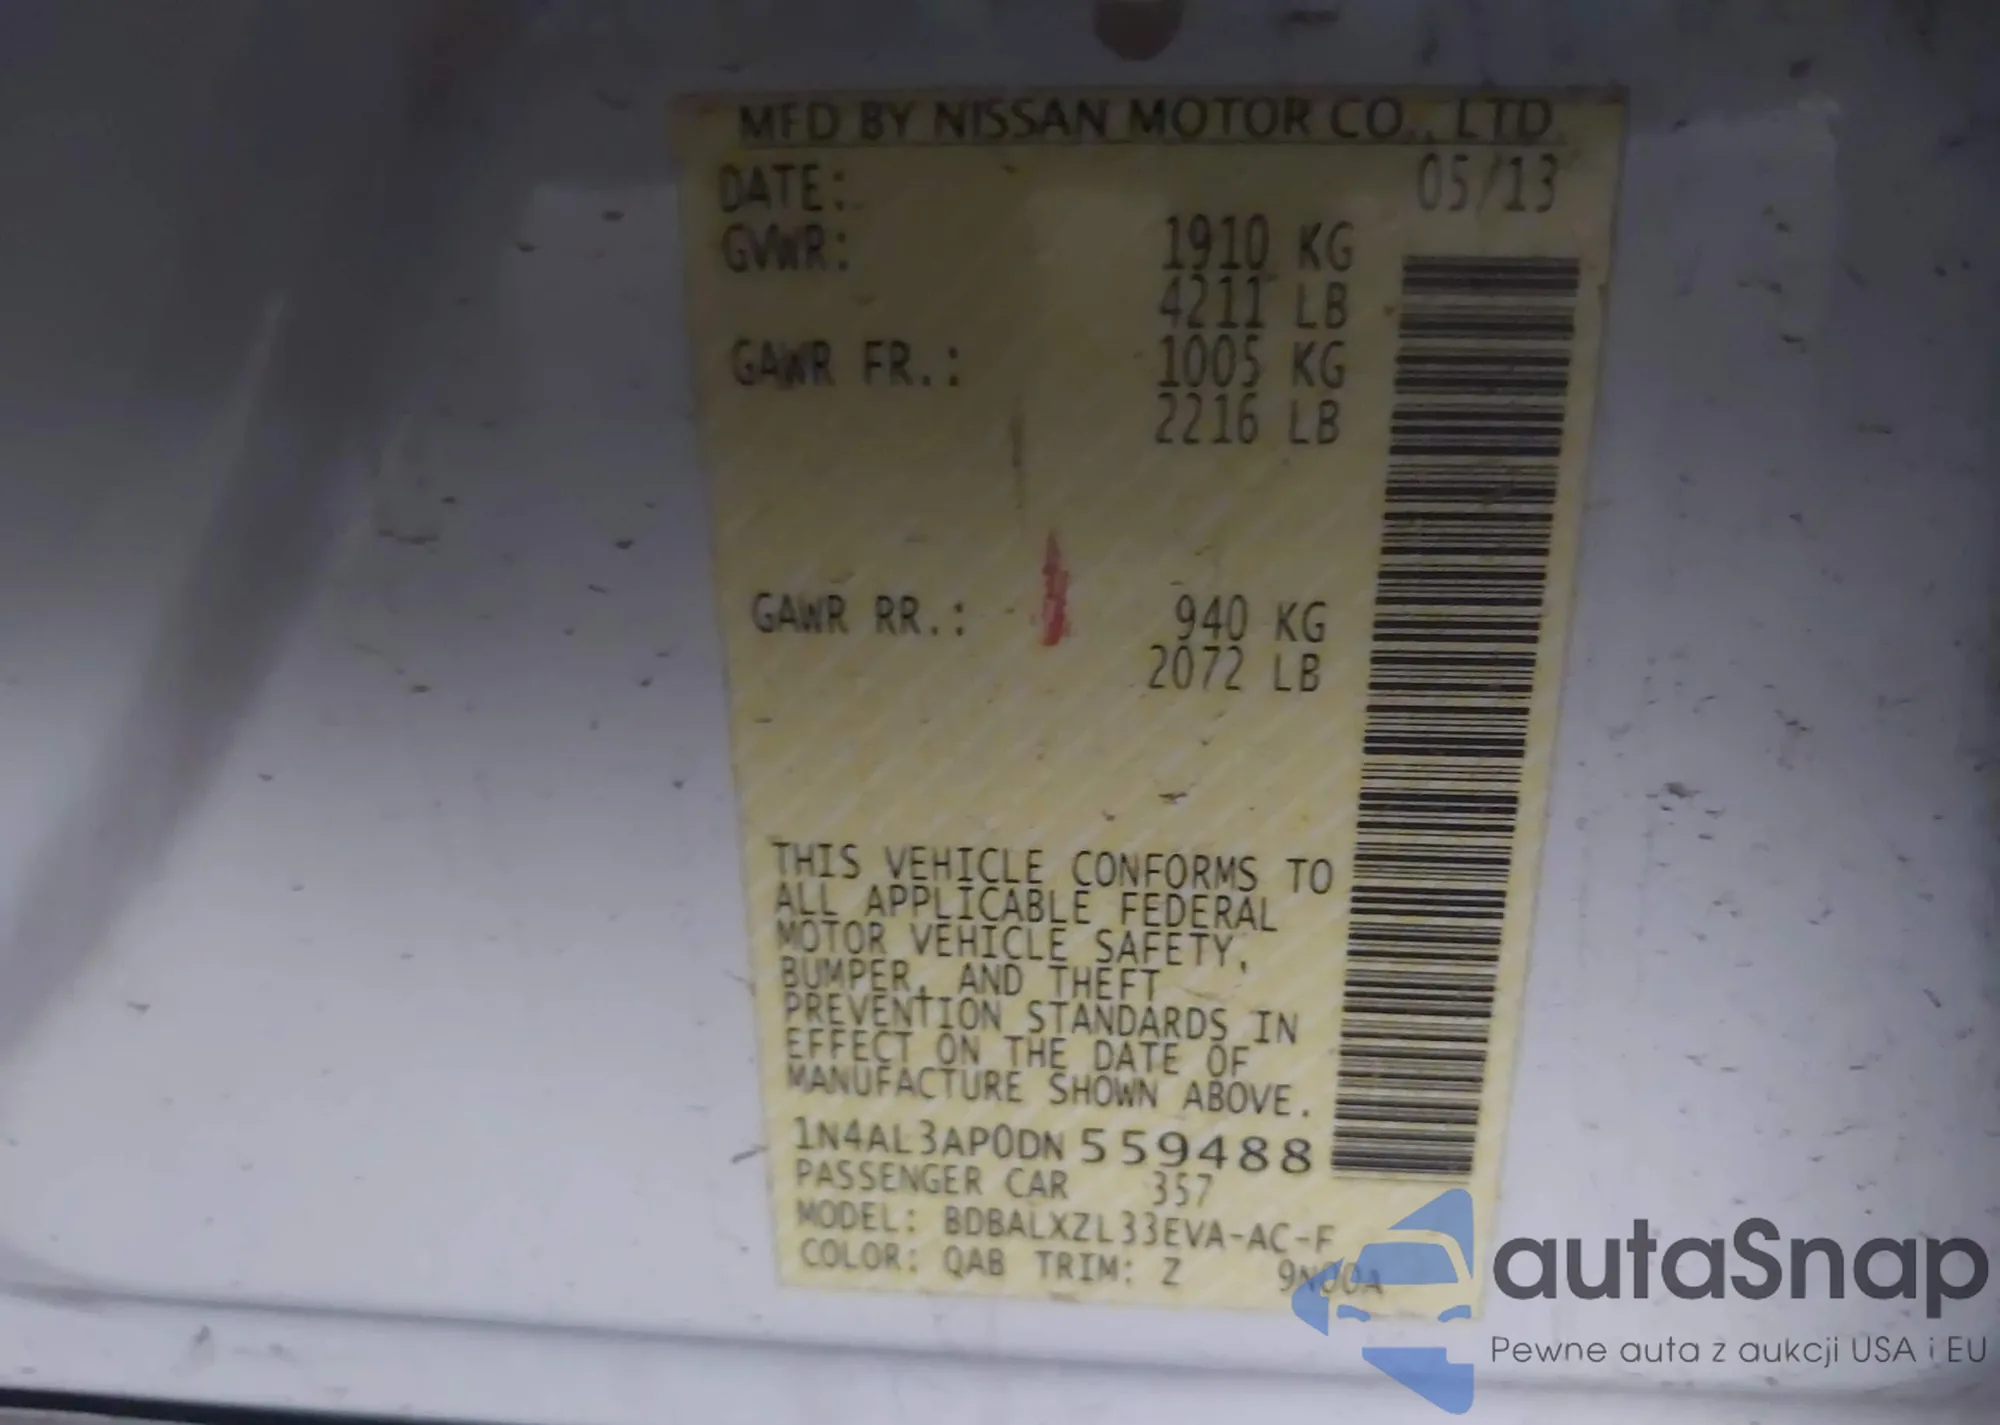 MFD BY NISSAN MOTOR CO., LTD.
DATE: 05/13
GVWR: 1910 KG
4211 LB
GAWR FR.: 1005 KG
2216 LB
GAWR RR.: 940 KG
2072 LB
THIS VEHICLE CONFORMS TO
ALL APPLICABLE FEDERAL
MOTOR VEHICLE SAFETY,
BUMPER, AND THEFT
PREVENTION STANDARDS IN
EFFECT ON THE DATE OF
MANUFACTURE SHOWN ABOVE.
1N4AL3AP0DN559488
PASSENGER CAR 357
MODEL: BDBALXZL33EVA-AC-F
COLOR: QAB TRIM: Z 9N00A
autaSnap
Pewne auta z aukcji USA i EU